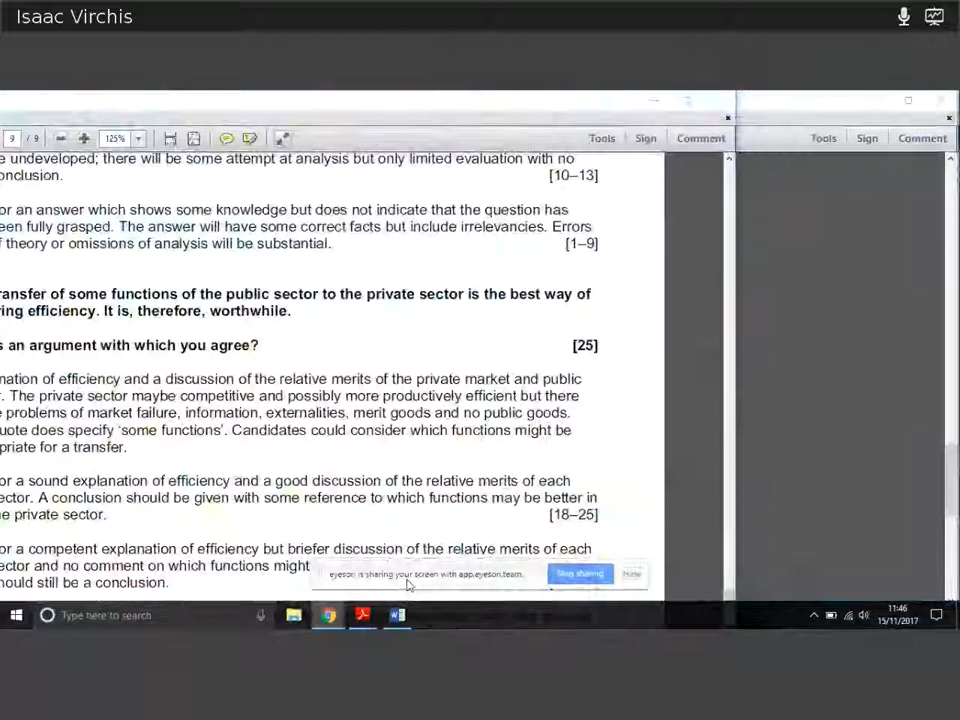 Isaac Virchis
9 / 9 125% Tools Sign Comment Tools Sign Comment
e undeveloped; there will be some attempt at analysis but only limited evaluation with no
onclusion. [10–13]
or an answer which shows some knowledge but does not indicate that the question has
een fully grasped. The answer will have some correct facts but include irrelevancies. Errors
f theory or omissions of analysis will be substantial. [1–9]
ransfer of some functions of the public sector to the private sector is the best way of
ring efficiency. It is, therefore, worthwhile.
s an argument with which you agree? [25]
nation of efficiency and a discussion of the relative merits of the private market and public
r. The private sector maybe competitive and possibly more productively efficient but there
e problems of market failure, information, externalities, merit goods and no public goods.
uote does specify ‘some functions’. Candidates could consider which functions might be
priate for a transfer.
or a sound explanation of efficiency and a good discussion of the relative merits of each
ector. A conclusion should be given with some reference to which functions may be better in
ne private sector. [18–25]
or a competent explanation of efficiency but briefer discussion of the relative merits of each
ector and no comment on which functions might
hould still be a conclusion.
eyeson is sharing your screen with app.eyeson.team. Stop sharing Hide
Type here to search
11:46
15/11/2017